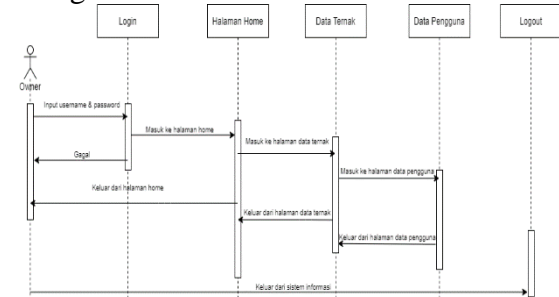 Login
Halaman Home
Data Ternak
Data Pengguna
Logout
Owner
Input username & password
Masuk ke halaman home
Masuk ke halaman data ternak
Gagal
Masuk ke halaman data pengguna
Keluar dari halaman home
Keluar dari halaman data ternak
Keluar dari halaman data pengguna
Keluar dari sistem informasi